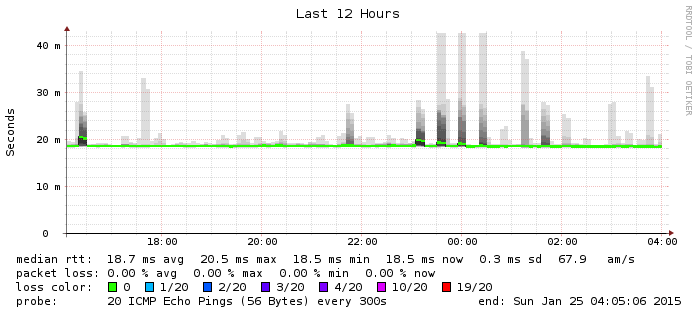 Last 12 Hours
RRDTOOL / TOBI OETIKER
Seconds
40 m
30 m
20 m
10 m
0
18:00 20:00 22:00 00:00 02:00 04:00
median rtt: 18.7 ms avg 20.5 ms max 18.5 ms min 18.5 ms now 0.3 ms sd 67.9 am/s
packet loss: 0.00 % avg 0.00 % max 0.00 % min 0.00 % now
loss color: 0 1/20 2/20 3/20 4/20 10/20 19/20
probe: 20 ICMP Echo Pings (56 Bytes) every 300s end: Sun Jan 25 04:05:06 2015